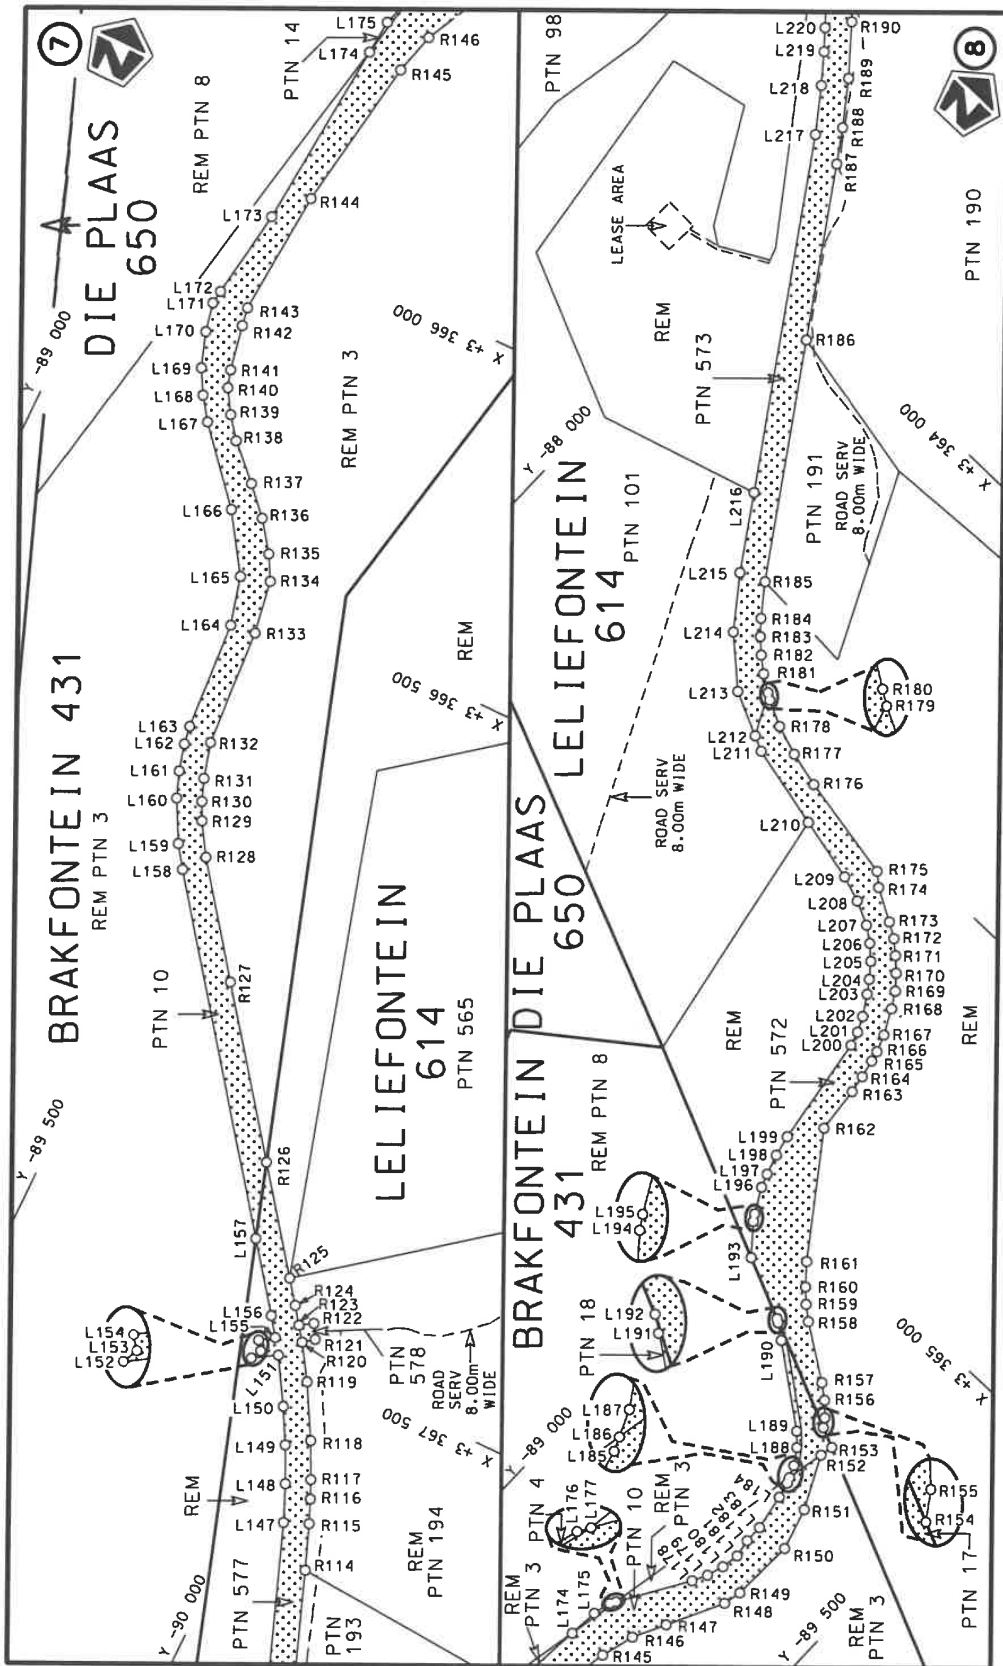 7
DIE PLAAS
650
REM PTN 8
PTN 14
Y -89 000
X +3 366 000
REM PTN 3
BRAKFONTEIN 431
REM PTN 3
PTN 10
X +3 366 500
REM
LELIEFONTEIN
614
PTN 565
Y -89 500
PTN 578
ROAD SERV 8.00m WIDE
X +3 367 500
REM
PTN 577
Y -90 000
PTN 193
REM PTN 194
L175
L174
L173
L172
L171
L170
L169
L168
L167
L166
L165
L164
L163
L162
L161
L160
L159
L158
L157
L156
L155
L154
L153
L152
L151
L150
L149
L148
L147
R146
R145
R144
R143
R142
R141
R140
R139
R138
R137
R136
R135
R134
R133
R132
R131
R130
R129
R128
R127
R126
R125
R124
R123
R122
R121
R120
R119
R118
R117
R116
R115
R114
8
PTN 98
LEASE AREA
REM
PTN 573
PTN 190
Y -88 000
X +3 364 000
LELIEFONTEIN
614
PTN 101
PTN 191
ROAD SERV
8.00m WIDE
ROAD SERV
8.00m WIDE
DIE PLAAS
650
REM
PTN 572
REM
BRAKFONTEIN
431
REM PTN 8
PTN 18
X +3 365 000
Y -89 000
PTN 4
PTN 3
REM
PTN 10
REM
PTN 3
Y -89 500
REM
PTN 3
PTN 17
L220
L219
L218
L217
L216
L215
L214
L213
L212
L211
L210
L209
L208
L207
L206
L205
L204
L203
L202
L201
L200
L199
L198
L197
L196
L195
L194
L193
L192
L191
L190
L189
L188
L187
L186
L185
L184
L183
L182
L180
L179
L178
L177
L176
L175
L174
R190
R189
R188
R187
R186
R185
R184
R183
R182
R181
R180
R179
R178
R177
R176
R175
R174
R173
R172
R171
R170
R169
R168
R167
R166
R165
R164
R163
R162
R161
R160
R159
R158
R157
R156
R155
R154
R153
R152
R151
R150
R149
R148
R147
R146
R145